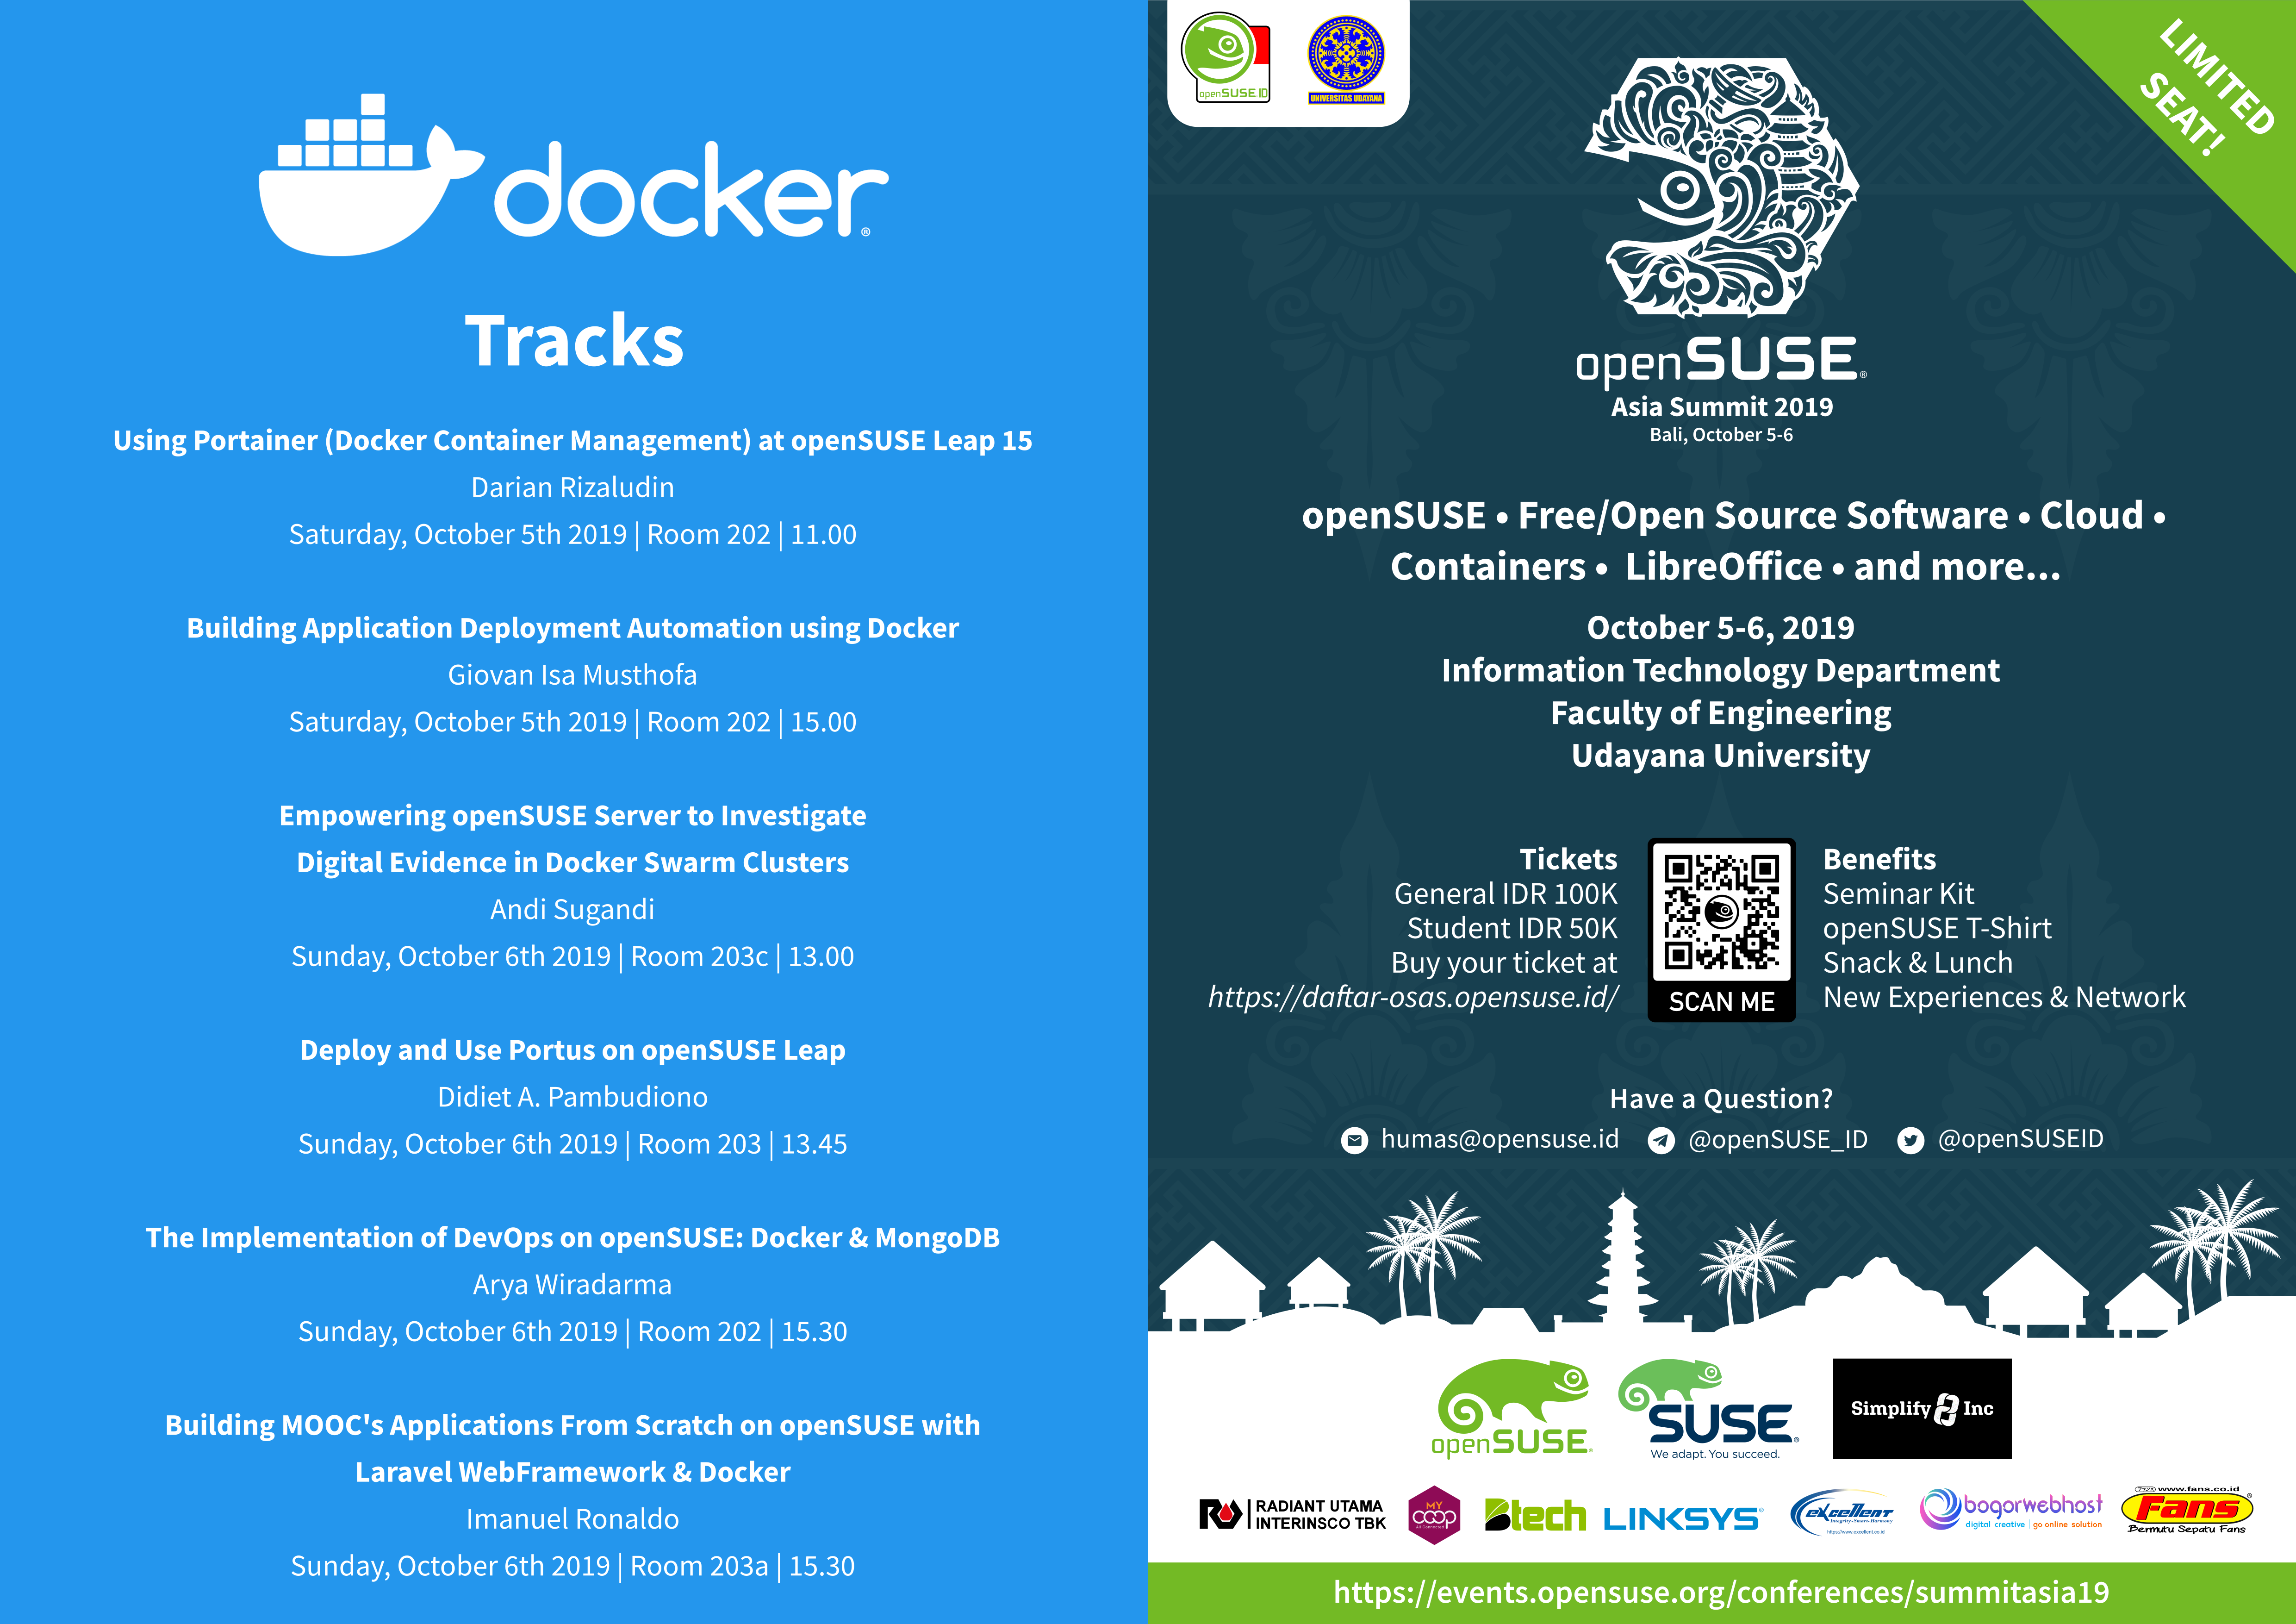 docker®
Tracks
Using Portainer (Docker Container Management) at openSUSE Leap 15
Darian Rizaludin
Saturday, October 5th 2019 | Room 202 | 11.00
Building Application Deployment Automation using Docker
Giovan Isa Musthofa
Saturday, October 5th 2019 | Room 202 | 15.00
Empowering openSUSE Server to Investigate
Digital Evidence in Docker Swarm Clusters
Andi Sugandi
Sunday, October 6th 2019 | Room 203c | 13.00
Deploy and Use Portus on openSUSE Leap
Didiet A. Pambudiono
Sunday, October 6th 2019 | Room 203 | 13.45
The Implementation of DevOps on openSUSE: Docker & MongoDB
Arya Wiradarma
Sunday, October 6th 2019 | Room 202 | 15.30
Building MOOC's Applications From Scratch on openSUSE with
Laravel WebFramework & Docker
Imanuel Ronaldo
Sunday, October 6th 2019 | Room 203a | 15.30
openSUSE ID
UNIVERSITAS UDAYANA
LIMITED
SEAT!
openSUSE®
Asia Summit 2019
Bali, October 5-6
openSUSE • Free/Open Source Software • Cloud •
Containers • LibreOffice • and more...
October 5-6, 2019
Information Technology Department
Faculty of Engineering
Udayana University
Tickets
General IDR 100K
Student IDR 50K
Buy your ticket at
https://daftar-osas.opensuse.id/
SCAN ME
Benefits
Seminar Kit
openSUSE T-Shirt
Snack & Lunch
New Experiences & Network
Have a Question?
humas@opensuse.id @openSUSE_ID @openSUSEID
openSUSE®
SUSE®
We adapt. You succeed.
Simplify Inc
RADIANT UTAMA
INTERINSCO TBK
MY
COOP
All Connected
Btech
LINKSYS®
eXcellent
Integrity•Smart•Harmony
https://www.excellent.co.id
bogorwebhost
digital creative | go online solution
www.fans.co.id
Fans®
Bermutu Sepatu Fans
https://events.opensuse.org/conferences/summitasia19